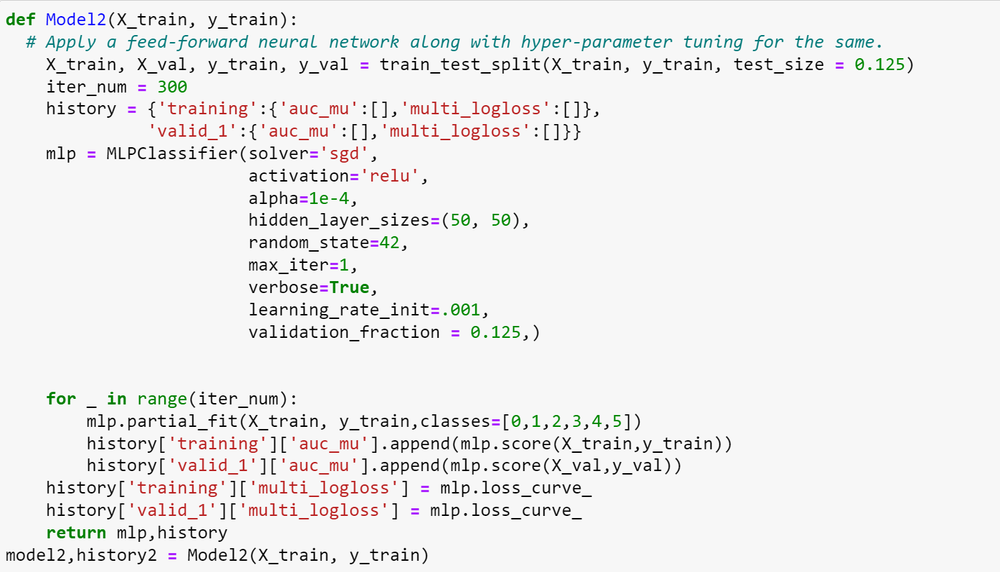 def Model2(X_train, y_train):
  # Apply a feed-forward neural network along with hyper-parameter tuning for the same.
    X_train, X_val, y_train, y_val = train_test_split(X_train, y_train, test_size = 0.125)
    iter_num = 300
    history = {'training':{'auc_mu':[],'multi_logloss':[]},
              'valid_1':{'auc_mu':[],'multi_logloss':[]}}
    mlp = MLPClassifier(solver='sgd',
                        activation='relu',
                        alpha=1e-4,
                        hidden_layer_sizes=(50, 50),
                        random_state=42,
                        max_iter=1,
                        verbose=True,
                        learning_rate_init=.001,
                        validation_fraction = 0.125,)
    for _ in range(iter_num):
        mlp.partial_fit(X_train, y_train,classes=[0,1,2,3,4,5])
        history['training']['auc_mu'].append(mlp.score(X_train,y_train))
        history['valid_1']['auc_mu'].append(mlp.score(X_val,y_val))
    history['training']['multi_logloss'] = mlp.loss_curve_
    history['valid_1']['multi_logloss'] = mlp.loss_curve_
    return mlp,history
model2,history2 = Model2(X_train, y_train)